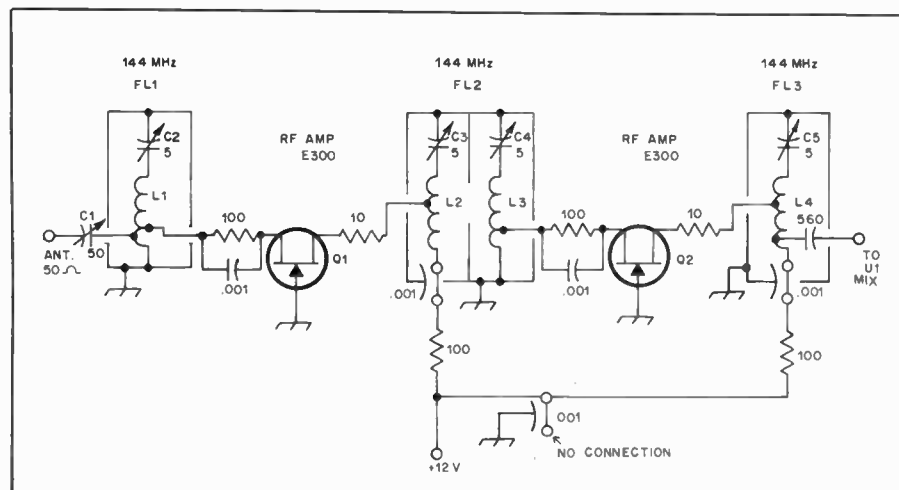 144 MHz
FL1
144 MHz
FL2
144 MHz
FL3
C2
5
RF AMP
E300
C3
5
C4
5
RF AMP
E300
C5
5
L1
L2
L3
L4
C1
50
ANT.
50 Ω
100
.001
Q1
10
100
.001
Q2
10
560
TO
U1
MIX
.001
.001
100
100
001
NO CONNECTION
+12 V